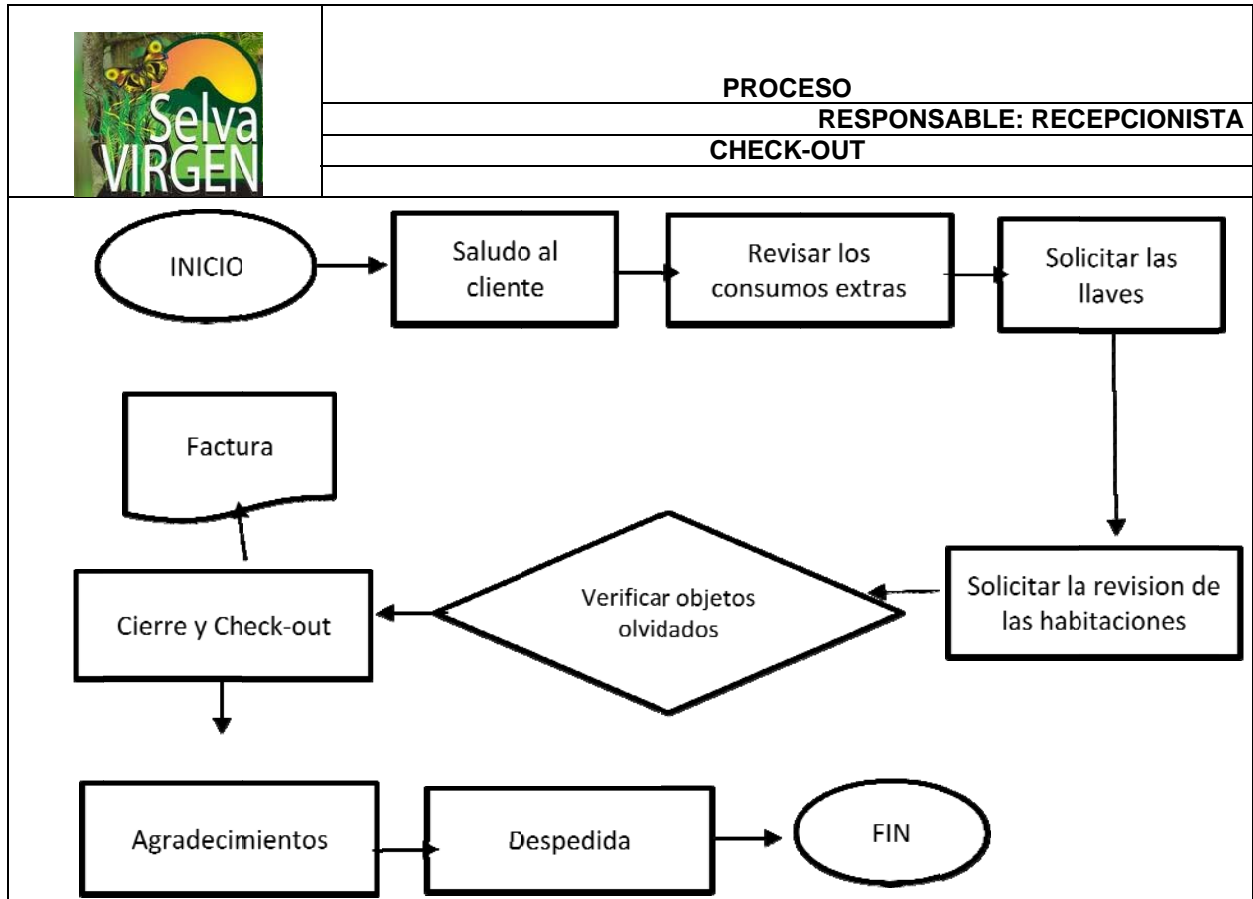 Selva
VIRGEN
PROCESO
RESPONSABLE: RECEPCIONISTA
CHECK-OUT
INICIO
Saludo al
cliente
Revisar los
consumos extras
Solicitar las
llaves
Factura
Cierre y Check-out
Verificar objetos
olvidados
Solicitar la revision de
las habitaciones
Agradecimientos
Despedida
FIN